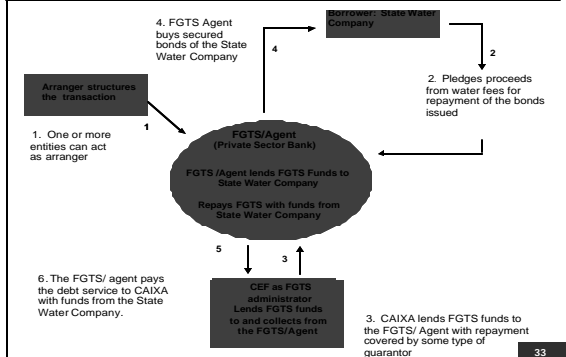 4. FGTS Agent
buys secured
bonds of the State
Water Company
Borrower: State Water
Company
4
2
Arranger structures
the transaction
2. Pledges proceeds
from water fees for
repayment of the bonds
issued
1
1. One or more
entities can act
as arranger
FGTS/Agent
(Private Sector Bank)
FGTS /Agent lends FGTS Funds to
State Water Company
Repays FGTS with funds from
State Water Company
5
3
6. The FGTS/ agent pays
the debt service to CAIXA
with funds from the State
Water Company.
CEF as FGTS
administrator
Lends FGTS funds
to and collects from
the FGTS/Agent
3. CAIXA lends FGTS funds to
the FGTS/ Agent with repayment
covered by some type of
guarantor
33